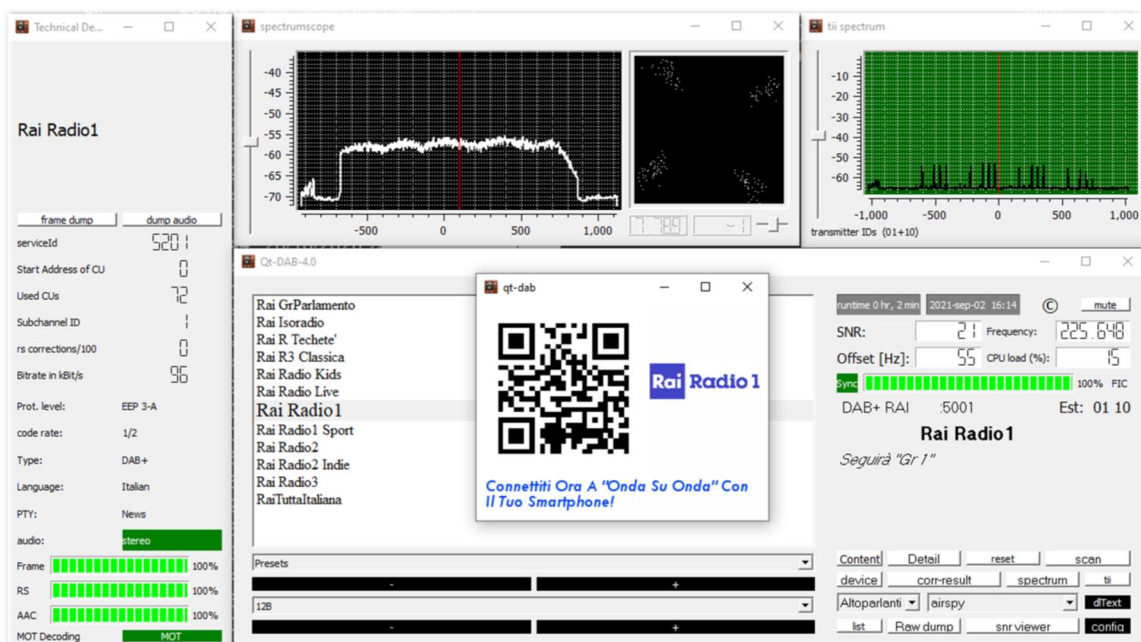 Technical De...
Rai Radio1
frame dump dump audio
serviceId 5201
Start Address of CU 0
Used CUs 72
Subchannel ID 1
rs corrections/100 0
Bitrate in kBit/s 96
Prot. level: EEP 3-A
code rate: 1/2
Type: DAB+
Language: Italian
PTY: News
audio: stereo
Frame 100%
RS 100%
AAC 100%
MOT Decoding MOT
spectrumscope
-40
-45
-50
-55
-60
-65
-70
-500 0 500 1,000
7.789 -1
tii spectrum
-10
-20
-30
-40
-50
-60
-1,000 -500 0 500 1,000
transmitter IDs (01+10)
Qt-DAB-4.0
Rai GrParlamento
Rai Isoradio
Rai R Techete'
Rai R3 Classica
Rai Radio Kids
Rai Radio Live
Rai Radio1
Rai Radio1 Sport
Rai Radio2
Rai Radio2 Indie
Rai Radio3
RaiTuttaItaliana
Presets
- +
12B
- +
qt-dab
Rai Radio 1
Connettiti Ora A "Onda Su Onda" Con
Il Tuo Smartphone!
runtime 0 hr, 2 min 2021-sep-02 16:14 © mute
SNR: 21 Frequency: 225.648
Offset [Hz]: 55 CPU load (%): 15
Sync 100% FIC
DAB+ RAI :5001 Est: 01 10
Rai Radio1
Seguirà "Gr 1"
Content Detail reset scan
device corr-result spectrum tii
Altoparlanti airspy dlText
list Raw dump snr viewer config